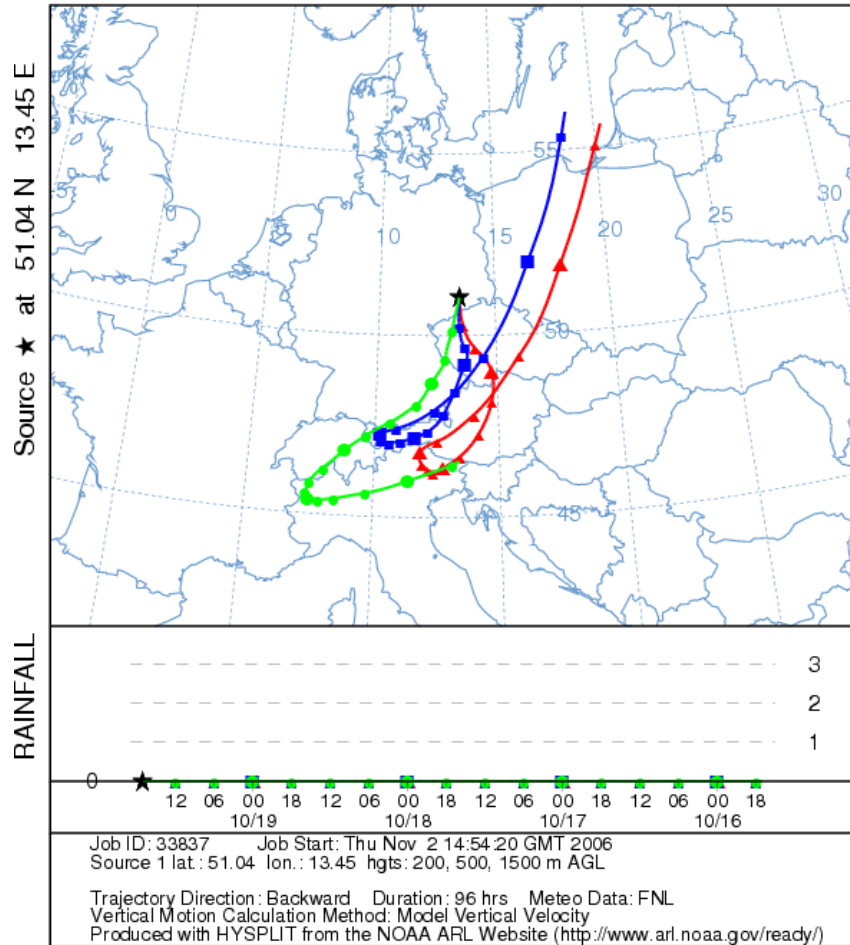 Source ★ at 51.04 N 13.45 E
55
5
0
30
10
15
25
20
50
45
RAINFALL
3
2
1
0
12 06 00 18 12 06 00 18 12 06 00 18 12 06 00 18
10/19 10/18 10/17 10/16
Job ID: 33837 Job Start: Thu Nov 2 14:54:20 GMT 2006
Source 1 lat.: 51.04 lon.: 13.45 hgts: 200, 500, 1500 m AGL
Trajectory Direction: Backward Duration: 96 hrs Meteo Data: FNL
Vertical Motion Calculation Method: Model Vertical Velocity
Produced with HYSPLIT from the NOAA ARL Website (http://www.arl.noaa.gov/ready/)